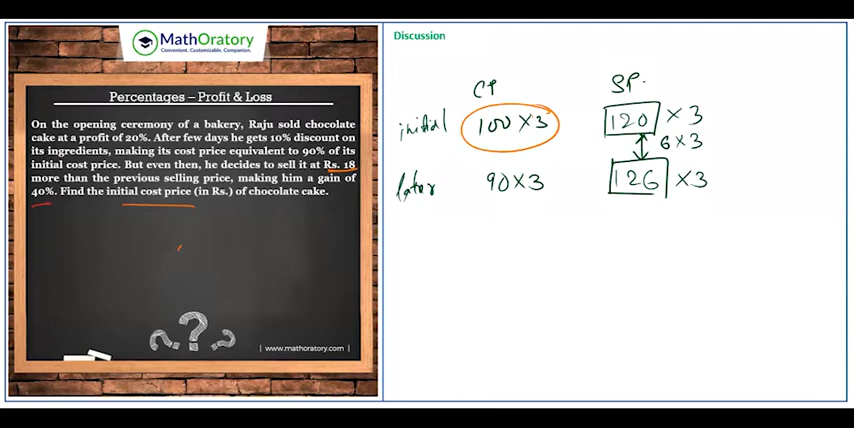 MathOratory
Convenient. Customizable. Companion.
Percentages – Profit & Loss
On the opening ceremony of a bakery, Raju sold chocolate
cake at a profit of 20%. After few days he gets 10% discount on
its ingredients, making its cost price equivalent to 90% of its
initial cost price. But even then, he decides to sell it at Rs. 18
more than the previous selling price, making him a gain of
40%. Find the initial cost price (in Rs.) of chocolate cake.
???
| www.mathoratory.com |
Discussion
CP SP.
initial 100 × 3 120 × 3
6 × 3
later 90 × 3 126 × 3